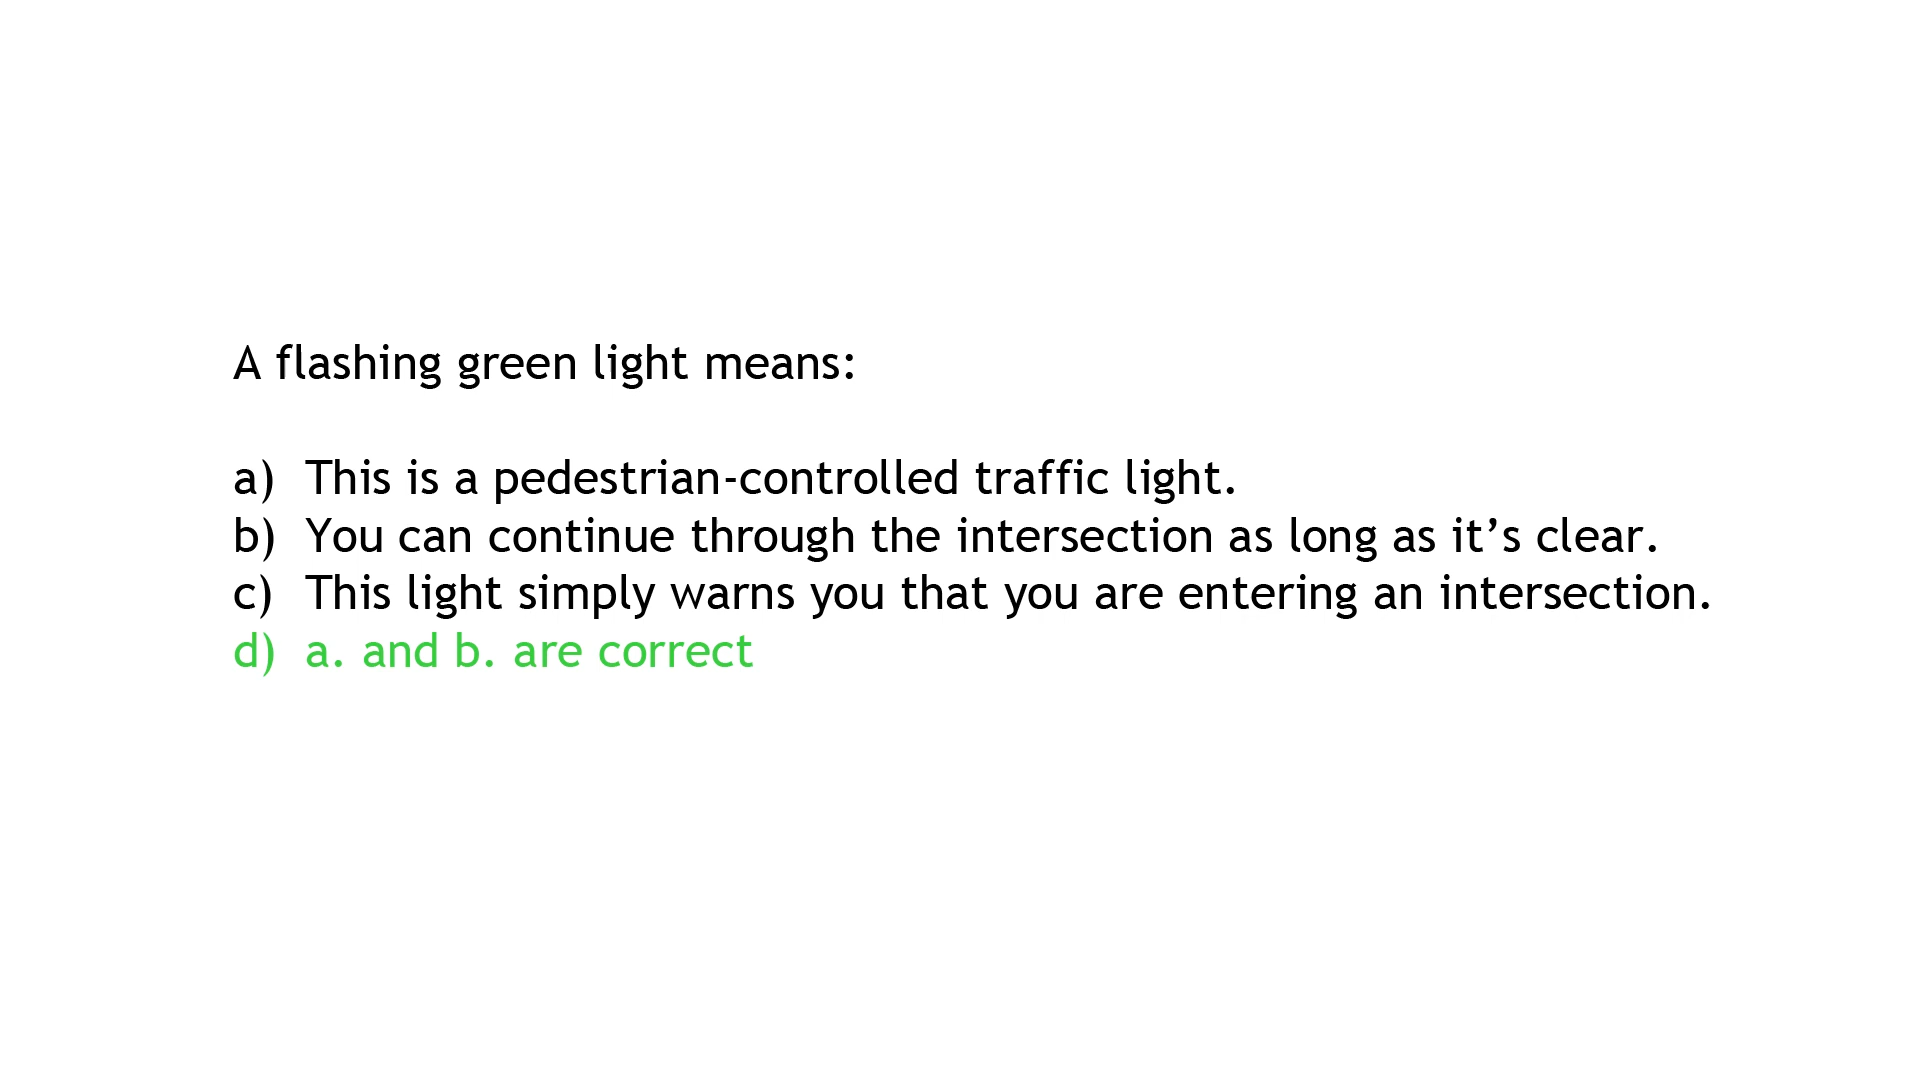 A flashing green light means:
a) This is a pedestrian-controlled traffic light.
b) You can continue through the intersection as long as it’s clear.
c) This light simply warns you that you are entering an intersection.
d) a. and b. are correct